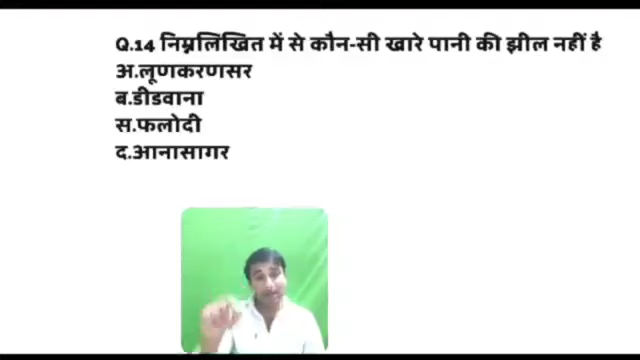 Q.14 निम्नलिखित में से कौन-सी खारे पानी की झील नहीं है
अ.लूणकरणसर
ब.डीडवाना
स.फलोदी
द.आनासागर